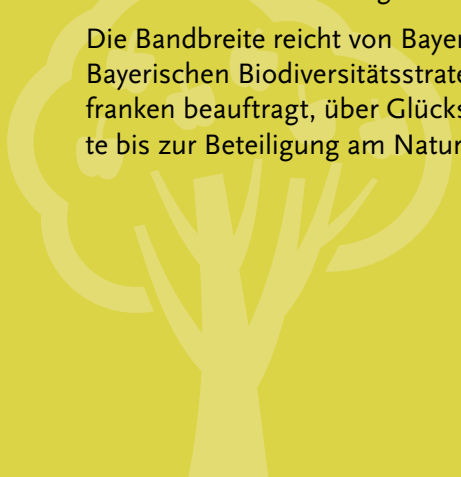 Die Bandbreite reicht von Bayer
Bayerischen Biodiversitätsstrate
franken beauftragt, über Glücks
te bis zur Beteiligung am Natur